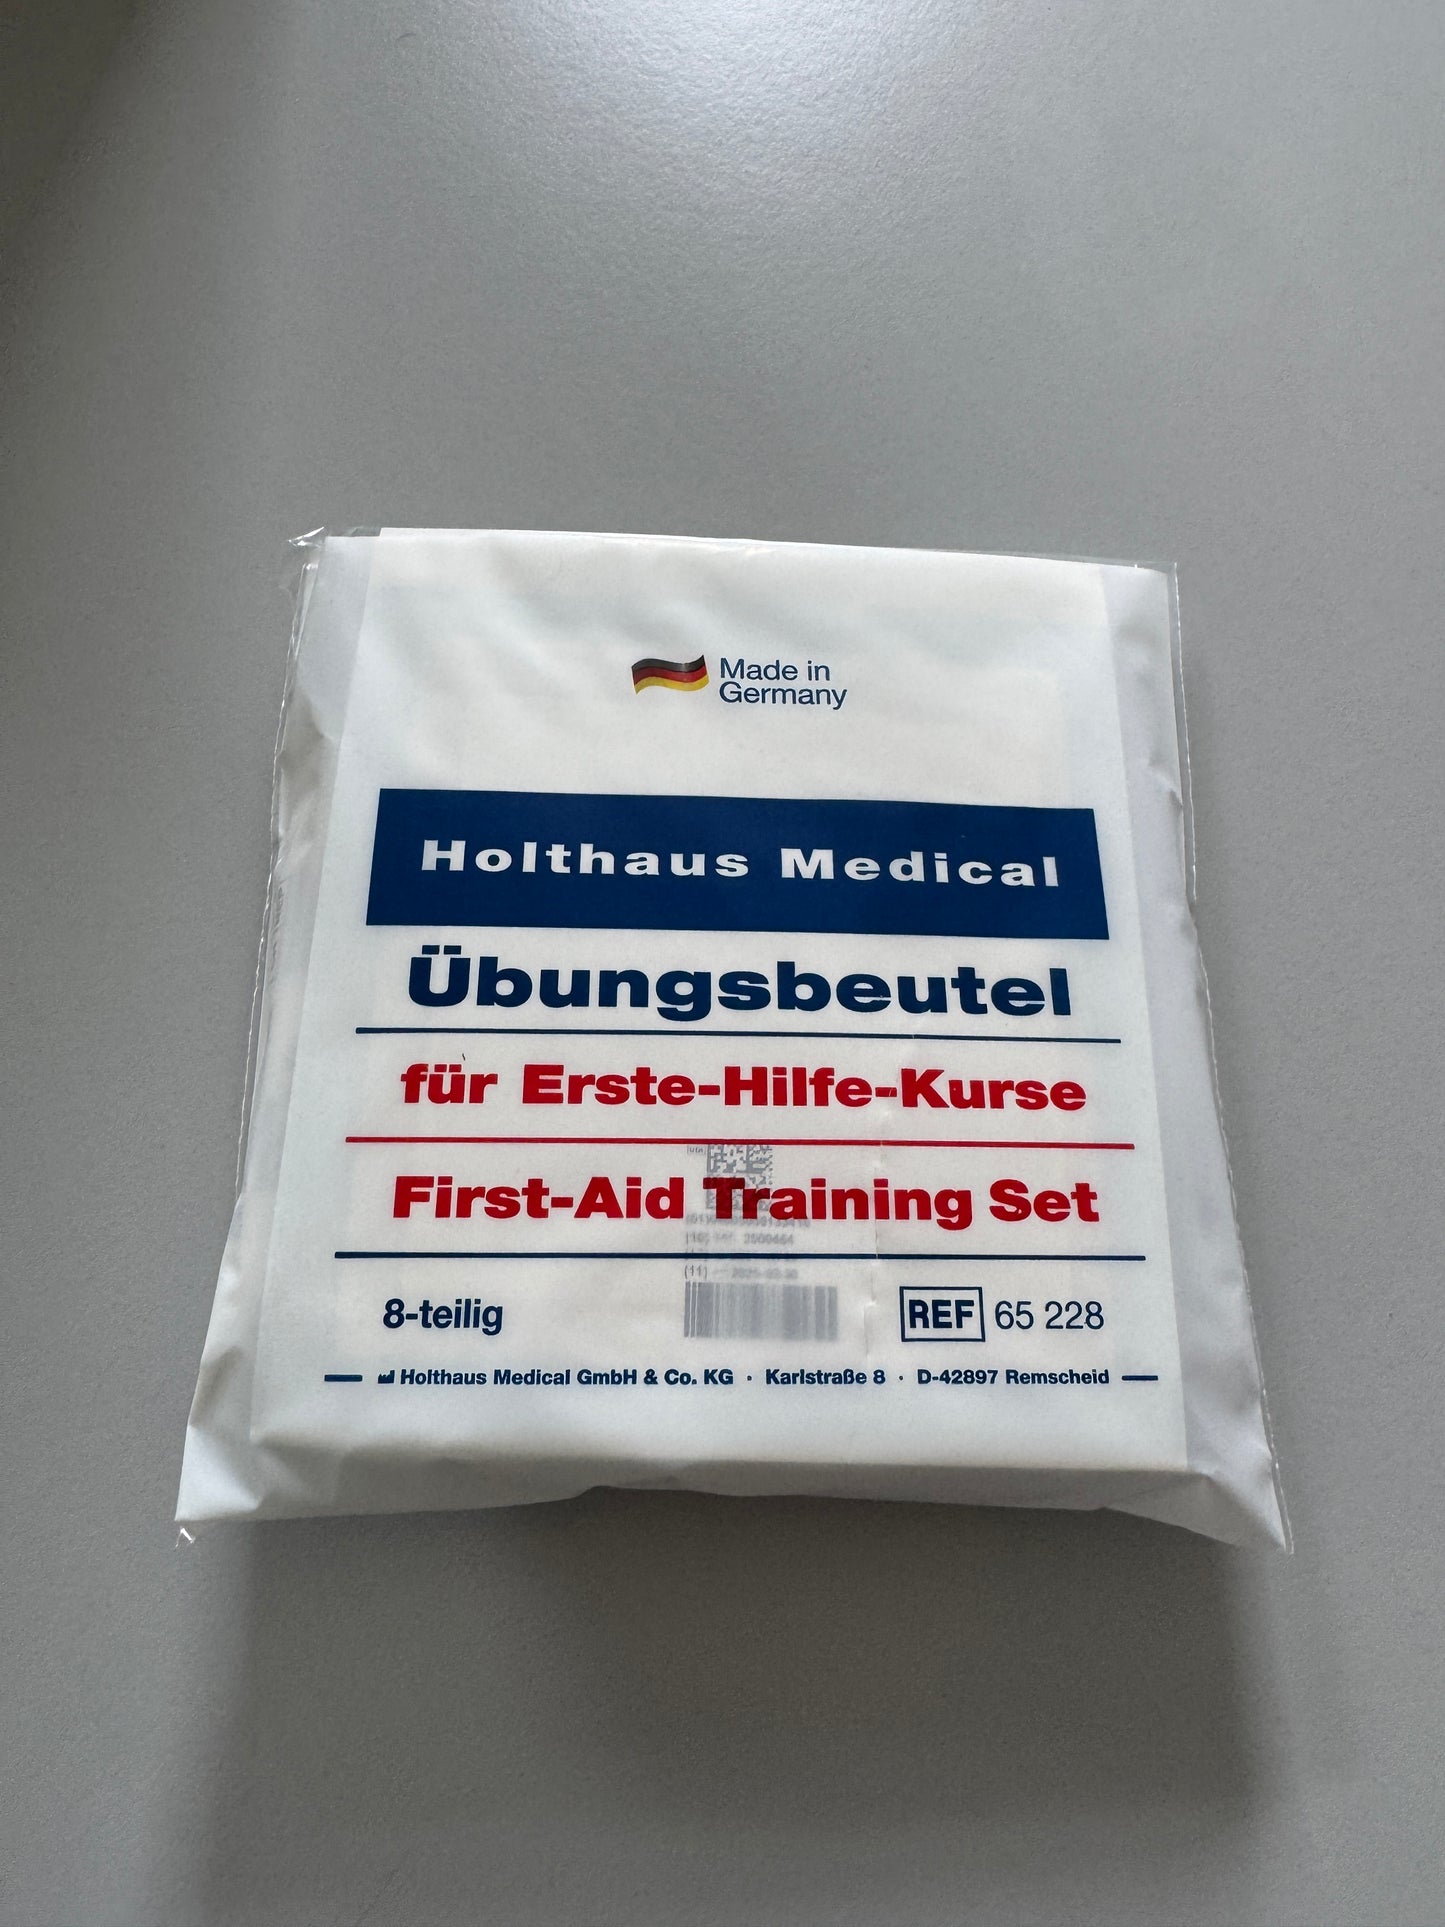 Made in
Germany
Holthaus Medical
Übungsbeutel
für Erste-Hilfe-Kurse
First-Aid Training Set
(11)
8-teilig
REF 65 228
Holthaus Medical GmbH & Co. KG · Karlstraße 8 · D-42897 Remscheid